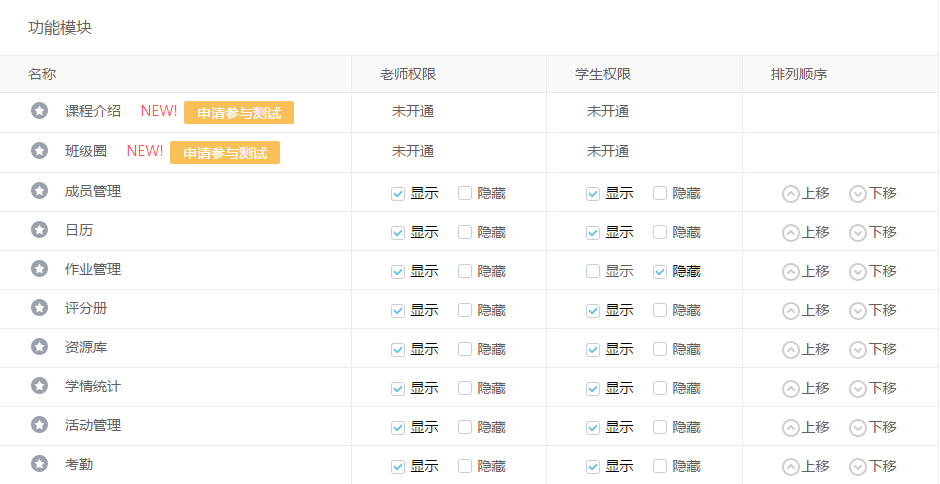 功能模块
名称 老师权限 学生权限 排列顺序
课程介绍 NEW! 申请参与测试 未开通 未开通
班级圈 NEW! 申请参与测试 未开通 未开通
成员管理 显示 隐藏 显示 隐藏 上移 下移
日历 显示 隐藏 显示 隐藏 上移 下移
作业管理 显示 隐藏 显示 隐藏 上移 下移
评分册 显示 隐藏 显示 隐藏 上移 下移
资源库 显示 隐藏 显示 隐藏 上移 下移
学情统计 显示 隐藏 显示 隐藏 上移 下移
活动管理 显示 隐藏 显示 隐藏 上移 下移
考勤 显示 隐藏 显示 隐藏 上移 下移